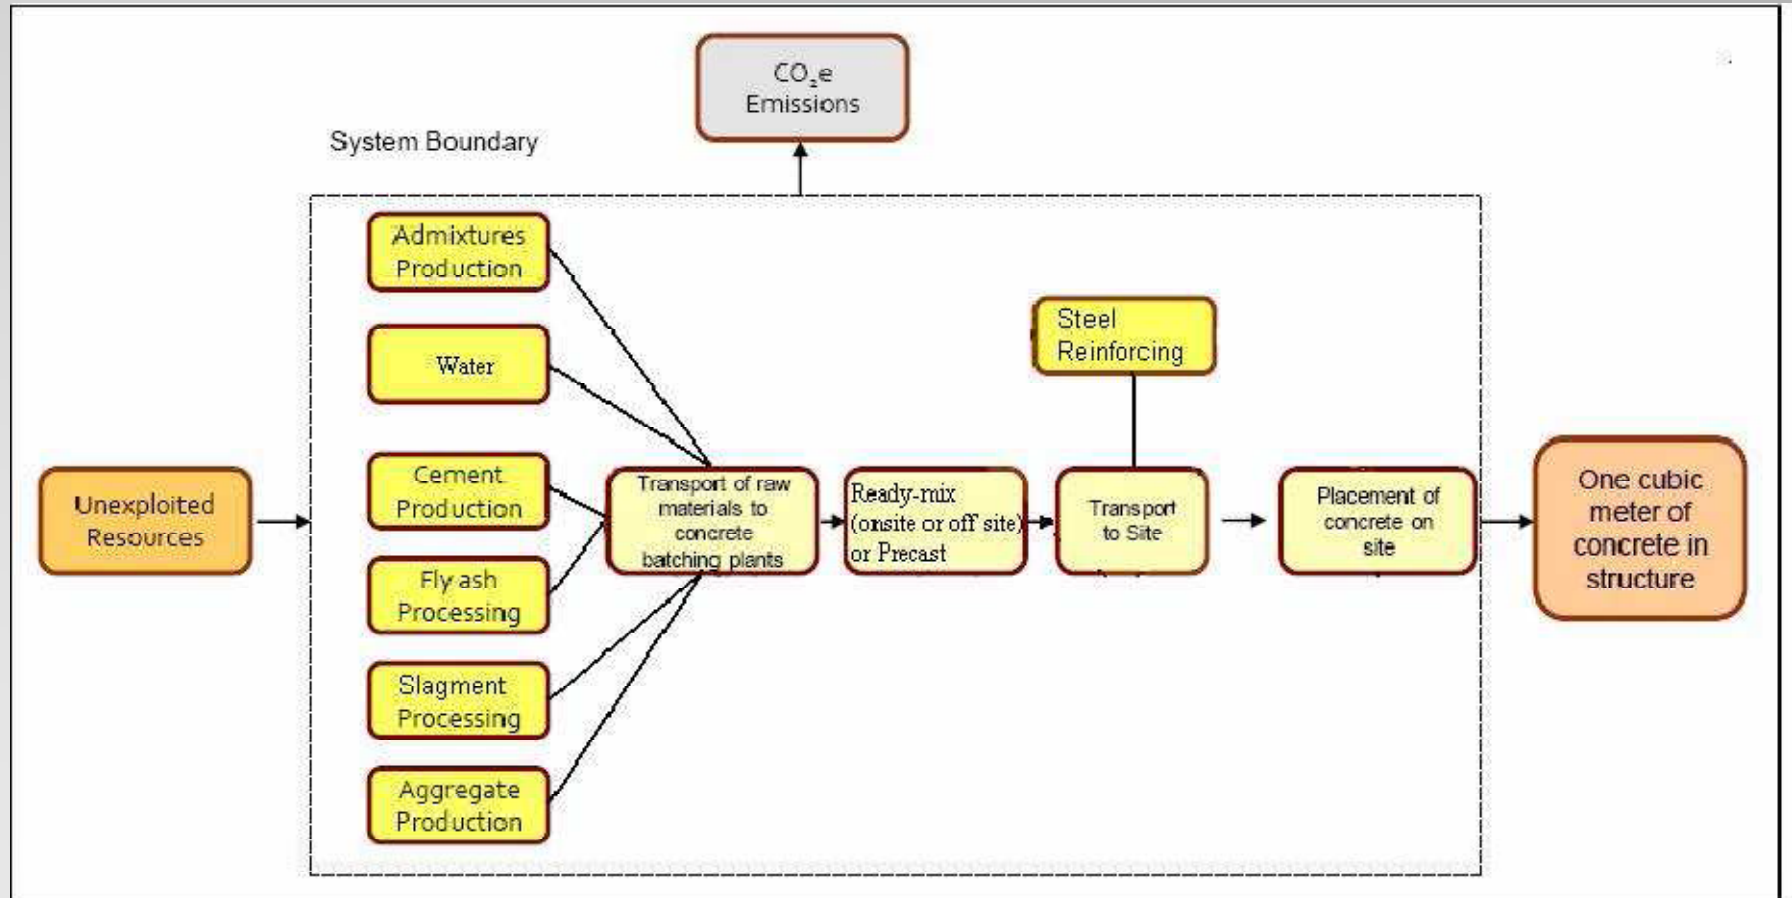 CO₂e
Emissions
System Boundary
Admixtures
Production
Water
Steel
Reinforcing
Cement
Production
Unexploited
Resources
Transport of raw
materials to
concrete
batching plants
Ready-mix
(onsite or off site)
or Precast
Transport
to Site
Placement of
concrete on
site
One cubic
meter of
concrete in
structure
Fly ash
Processing
Slagment
Processing
Aggregate
Production